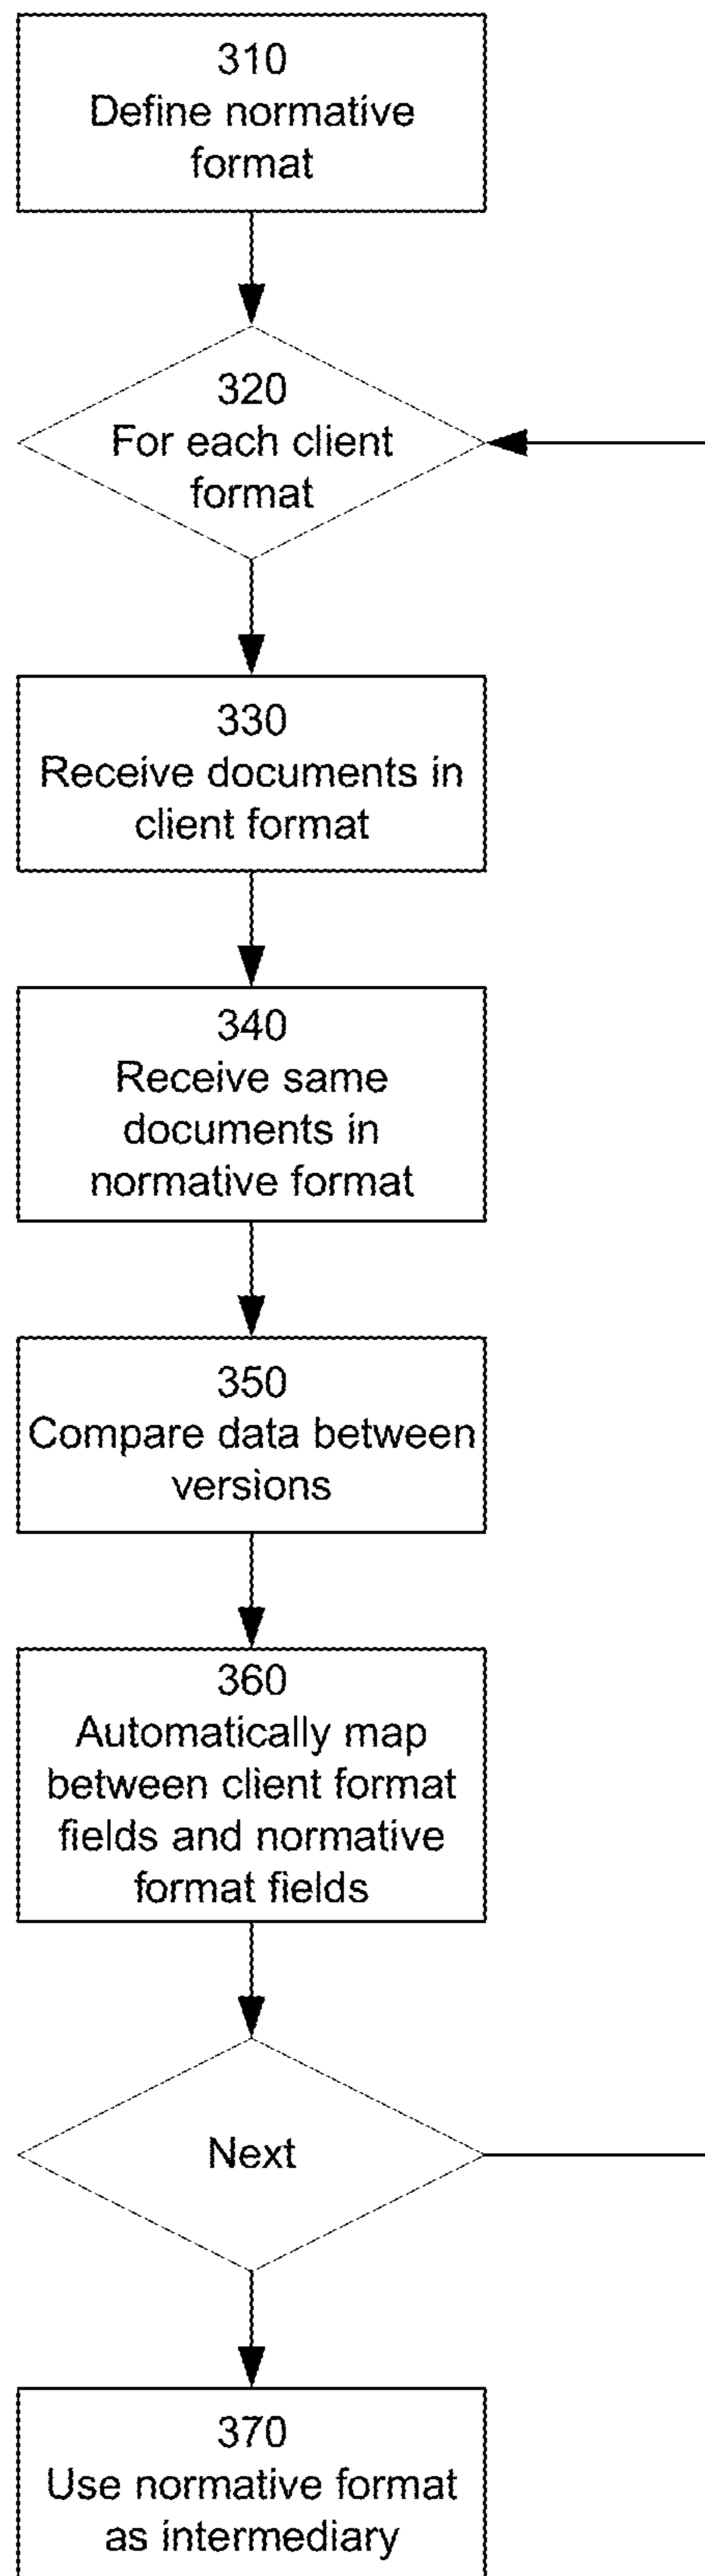 310
Define normative
format
320
For each client
format
330
Receive documents in
client format
340
Receive same
documents in
normative format
350
Compare data between
versions
360
Automatically map
between client format
fields and normative
format fields
Next
370
Use normative format
as intermediary